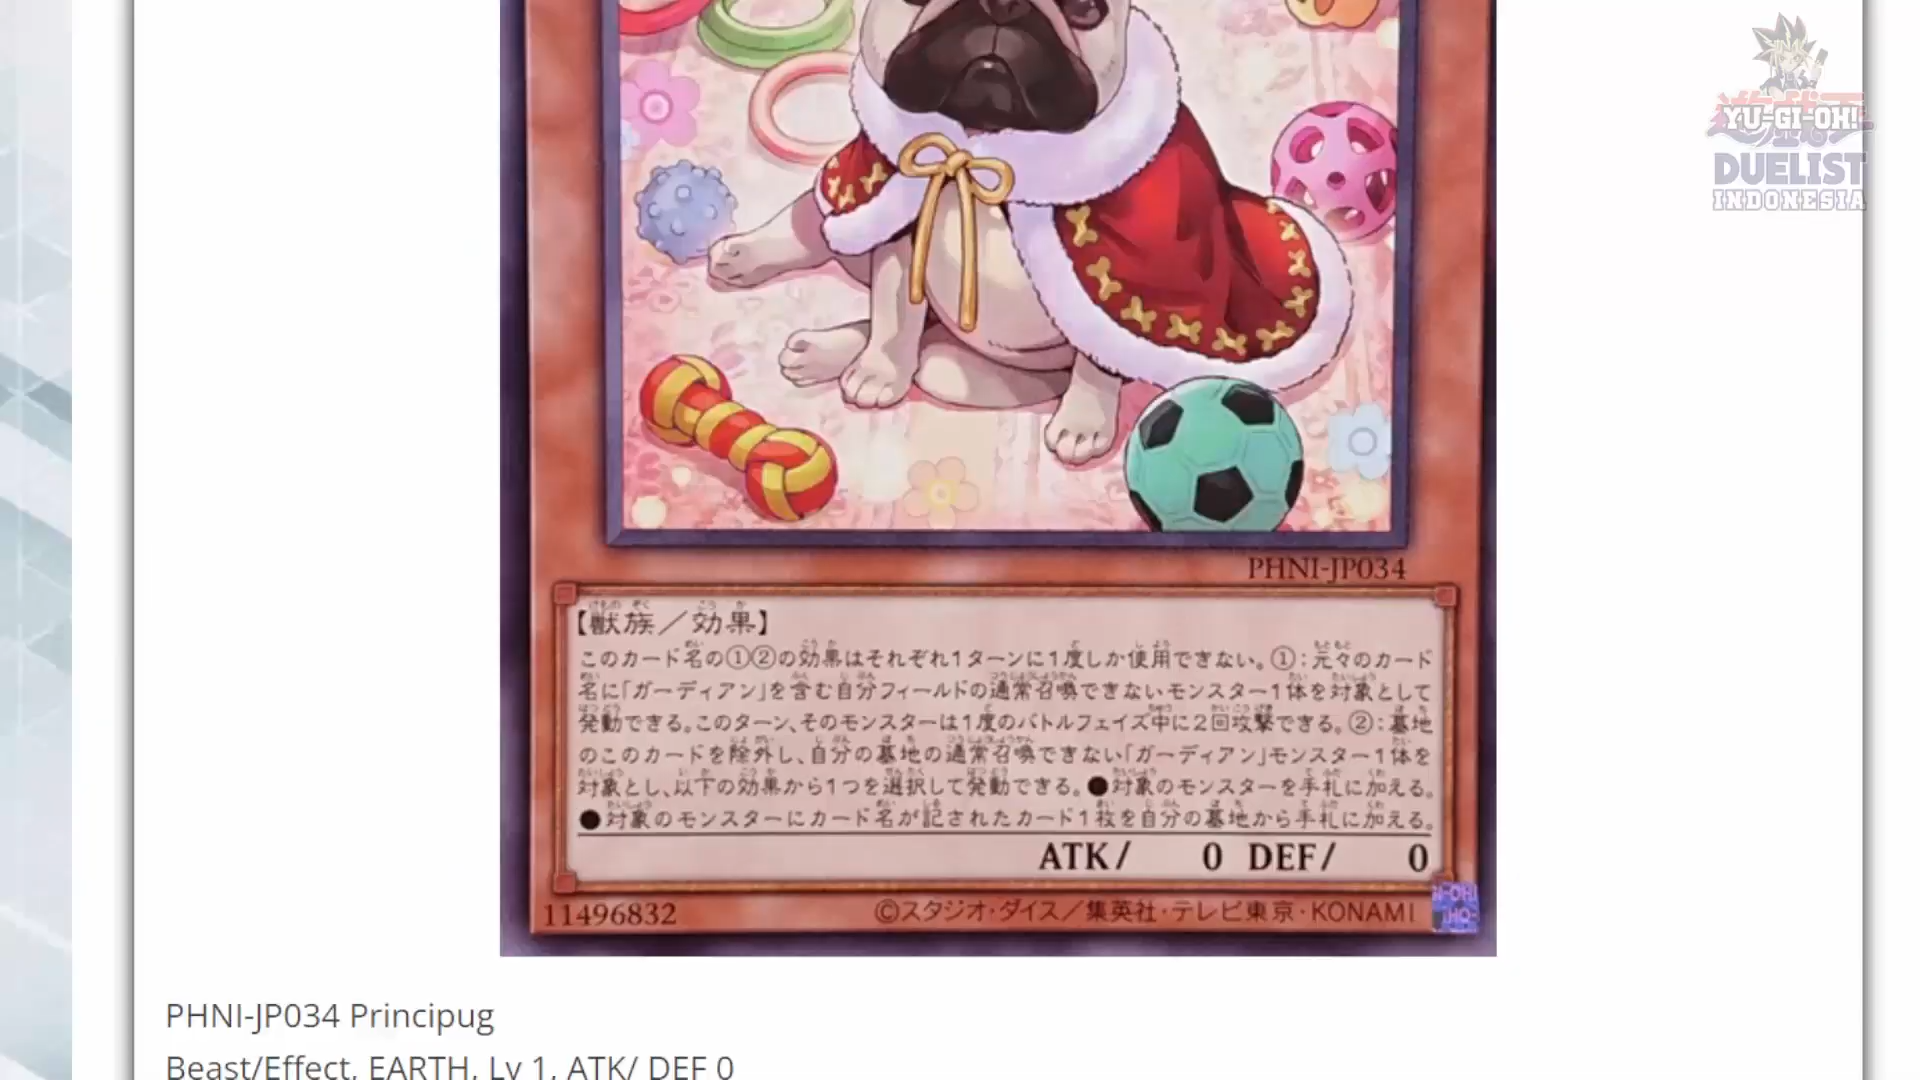 YU-GI-OH!
DUELIST
INDONESIA
PHNI-JP034
【獣族／効果】
このカード名の①②の効果はそれぞれ1ターンに1度しか使用できない。①：元々のカード
名に「ガーディアン」を含む自分フィールドの通常召喚できないモンスター1体を対象として
発動できる。このターン、そのモンスターは1度のバトルフェイズ中に2回攻撃できる。②：墓地
のこのカードを除外し、自分の墓地の通常召喚できない「ガーディアン」モンスター1体を
対象とし、以下の効果から1つを選択して発動できる。●対象のモンスターを手札に加える。
●対象のモンスターにカード名が記されたカード1枚を自分の墓地から手札に加える。
ATK/ 0 DEF/ 0
11496832
©スタジオ・ダイス／集英社・テレビ東京・KONAMI
PHNI-JP034 Principug
Beast/Effect, EARTH, Lv 1, ATK/ DEF 0